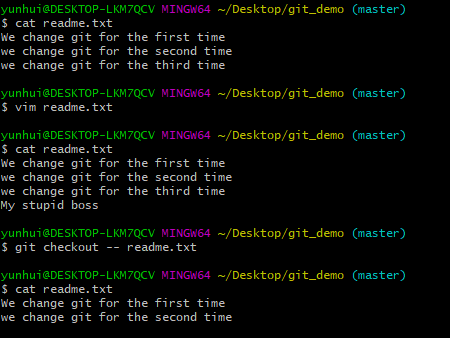 yunhui@DESKTOP-LKM7QCV MINGW64 ~/Desktop/git_demo (master)
$ cat readme.txt
We change git for the first time
we change git for the second time
we change git for the third time
yunhui@DESKTOP-LKM7QCV MINGW64 ~/Desktop/git_demo (master)
$ vim readme.txt
yunhui@DESKTOP-LKM7QCV MINGW64 ~/Desktop/git_demo (master)
$ cat readme.txt
We change git for the first time
we change git for the second time
we change git for the third time
My stupid boss
yunhui@DESKTOP-LKM7QCV MINGW64 ~/Desktop/git_demo (master)
$ git checkout -- readme.txt
yunhui@DESKTOP-LKM7QCV MINGW64 ~/Desktop/git_demo (master)
$ cat readme.txt
We change git for the first time
we change git for the second time